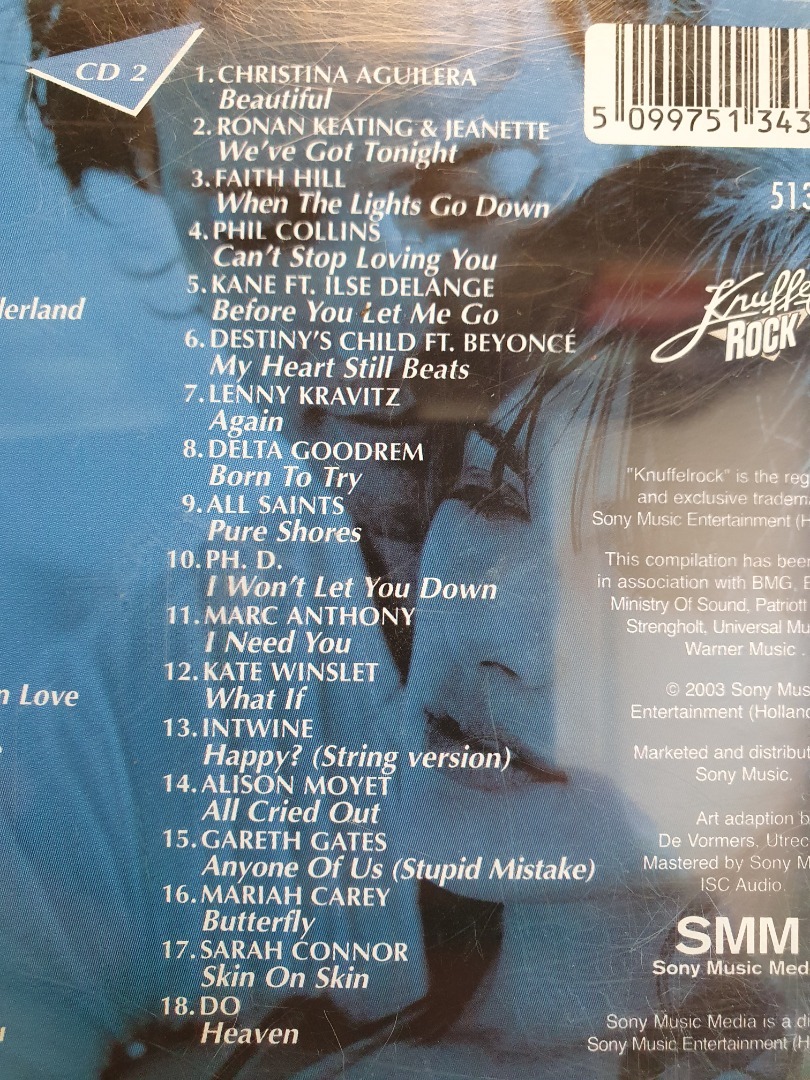 CD 2
1. CHRISTINA AGUILERA
Beautiful
2. RONAN KEATING & JEANETTE
We've Got Tonight
3. FAITH HILL
When The Lights Go Down
4. PHIL COLLINS
Can't Stop Loving You
5. KANE FT. ILSE DELANGE
Before You Let Me Go
6. DESTINY'S CHILD FT. BEYONCÉ
My Heart Still Beats
7. LENNY KRAVITZ
Again
8. DELTA GOODREM
Born To Try
9. ALL SAINTS
Pure Shores
10. PH. D.
I Won't Let You Down
11. MARC ANTHONY
I Need You
12. KATE WINSLET
What If
13. INTWINE
Happy? (String version)
14. ALISON MOYET
All Cried Out
15. GARETH GATES
Anyone Of Us (Stupid Mistake)
16. MARIAH CAREY
Butterfly
17. SARAH CONNOR
Skin On Skin
18. DO
Heaven
Love
5 099751 343
513
ROCK
"Knuffelrock" is the
and exclusive
Sony Music Entertainment
This compilation has been
in association with BMG,
Ministry Of Sound, Patriott
Strengholt, Universal
Warner Music .
© 2003 Sony
Entertainment
Marketed and
Sony Music.
Art adaption
De Vormers,
Mastered by Sony
ISC Audio.
SMM
Sony Music
Sony Music Media is a
Sony Music Entertainment